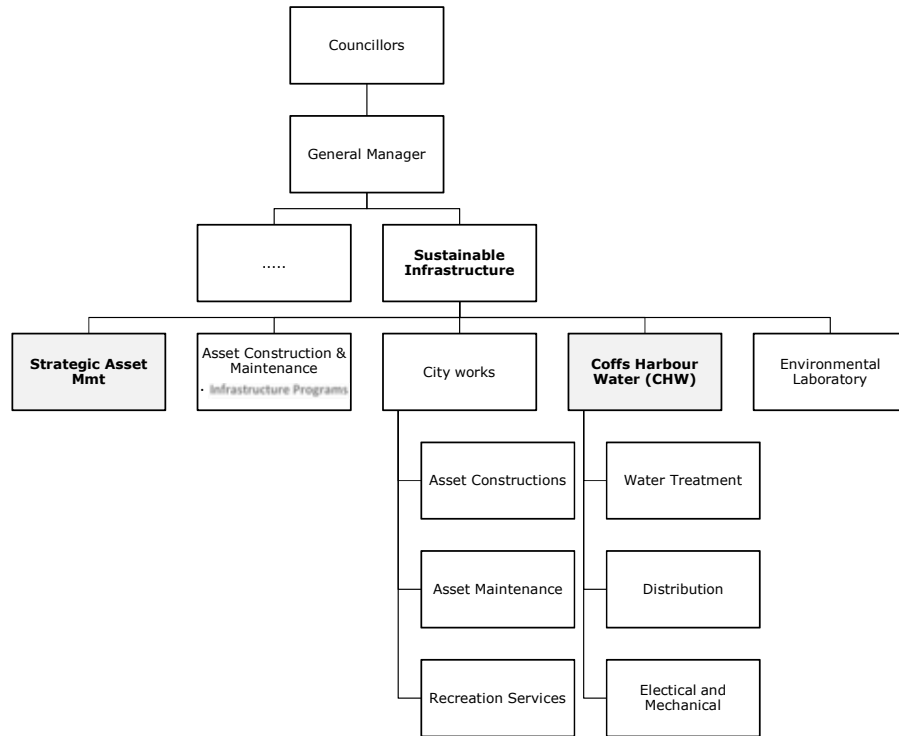 Councillors
General Manager
.....
Sustainable
Infrastructure
Strategic Asset
Mmt
Asset Construction &
Maintenance
· Infrastructure Programs
City works
Coffs Harbour
Water (CHW)
Environmental
Laboratory
Asset Constructions
Water Treatment
Asset Maintenance
Distribution
Recreation Services
Electical and
Mechanical